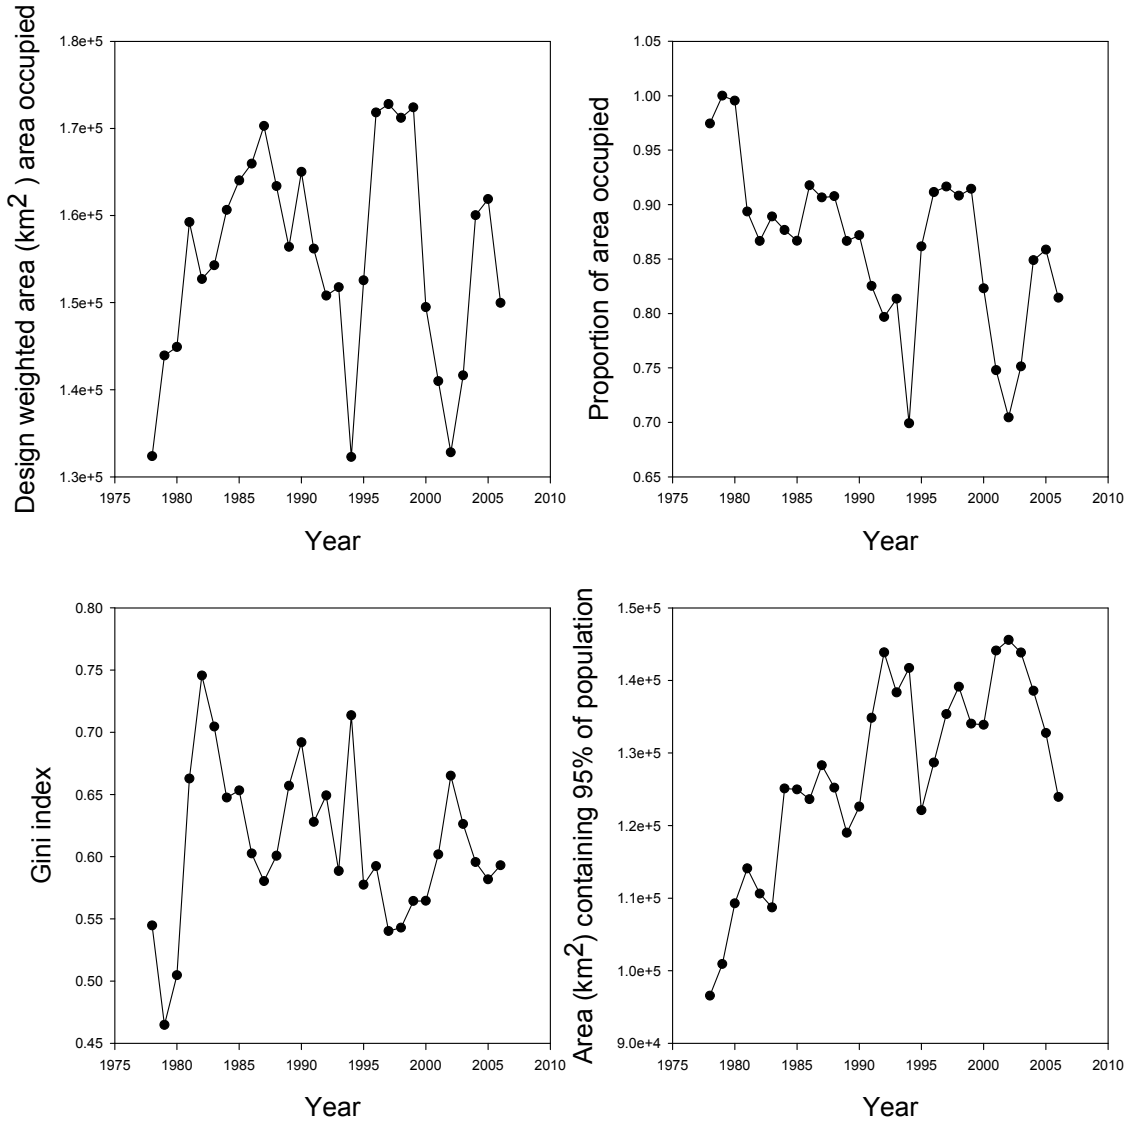 Design weighted area (km2 ) area occupied
1.8e+5
1.7e+5
1.6e+5
1.5e+5
1.4e+5
1.3e+5
1975 1980 1985 1990 1995 2000 2005 2010
Year
Proportion of area occupied
1.05
1.00
0.95
0.90
0.85
0.80
0.75
0.70
0.65
1975 1980 1985 1990 1995 2000 2005 2010
Year
Gini index
0.80
0.75
0.70
0.65
0.60
0.55
0.50
0.45
1975 1980 1985 1990 1995 2000 2005 2010
Year
Area (km2) containing 95% of population
1.5e+5
1.4e+5
1.3e+5
1.2e+5
1.1e+5
1.0e+5
9.0e+4
1975 1980 1985 1990 1995 2000 2005 2010
Year